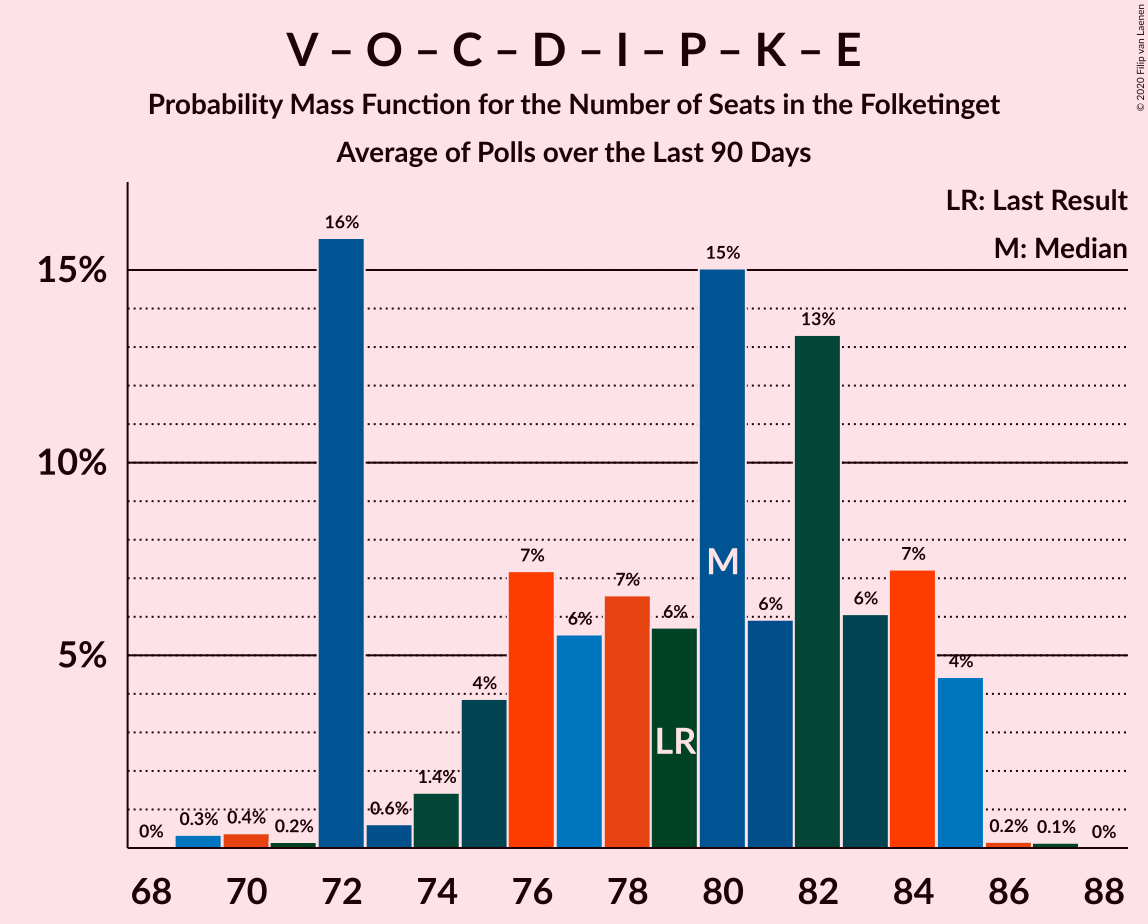 V – O – C – D – I – P – K – E
Probability Mass Function for the Number of Seats in the Folketinget
Average of Polls over the Last 90 Days
© 2020 Filip van Laenen
LR: Last Result
M: Median
15%
10%
5%
0%
0.3%
0.4%
0.2%
16%
0.6%
1.4%
4%
7%
6%
7%
6%
15%
6%
13%
6%
7%
4%
0.2%
0.1%
0%
LR
M
68 70 72 74 76 78 80 82 84 86 88